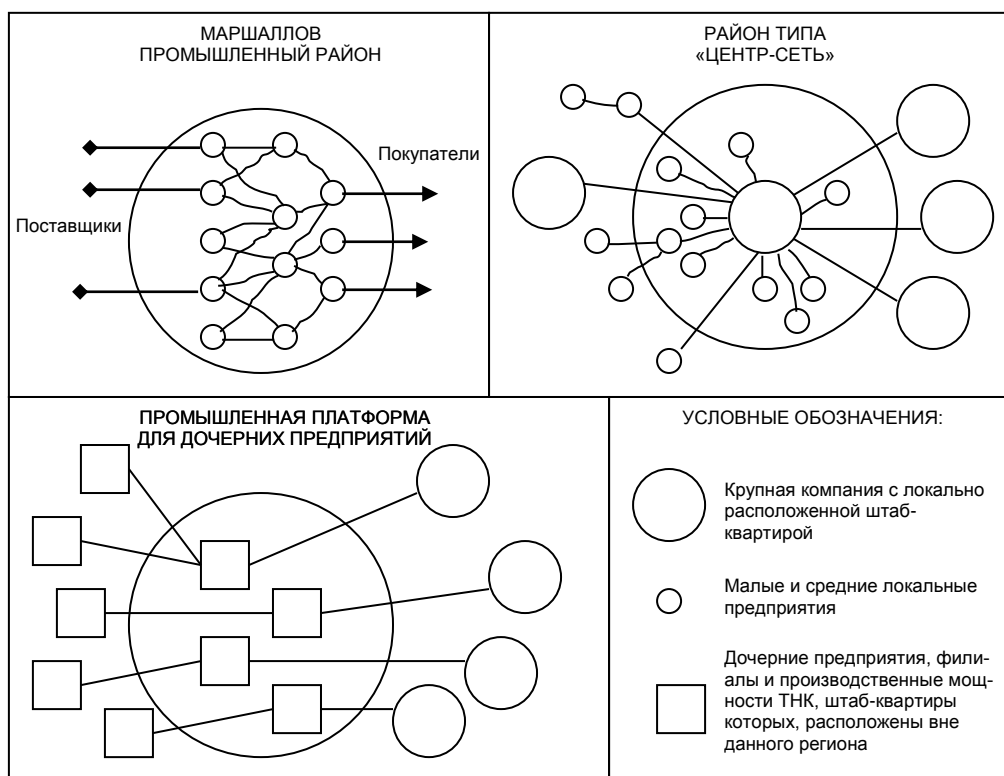 МАРШАЛЛОВ
ПРОМЫШЛЕННЫЙ РАЙОН
Покупатели
Поставщики
РАЙОН ТИПА
«ЦЕНТР-СЕТЬ»
ПРОМЫШЛЕННАЯ ПЛАТФОРМА
ДЛЯ ДОЧЕРНИХ ПРЕДПРИЯТИЙ
УСЛОВНЫЕ ОБОЗНАЧЕНИЯ:
Крупная компания с локально
расположенной штаб-
квартирой
Малые и средние локальные
предприятия
Дочерние предприятия, фили-
алы и производственные мощ-
ности ТНК, штаб-квартиры
которых, расположены вне
данного региона